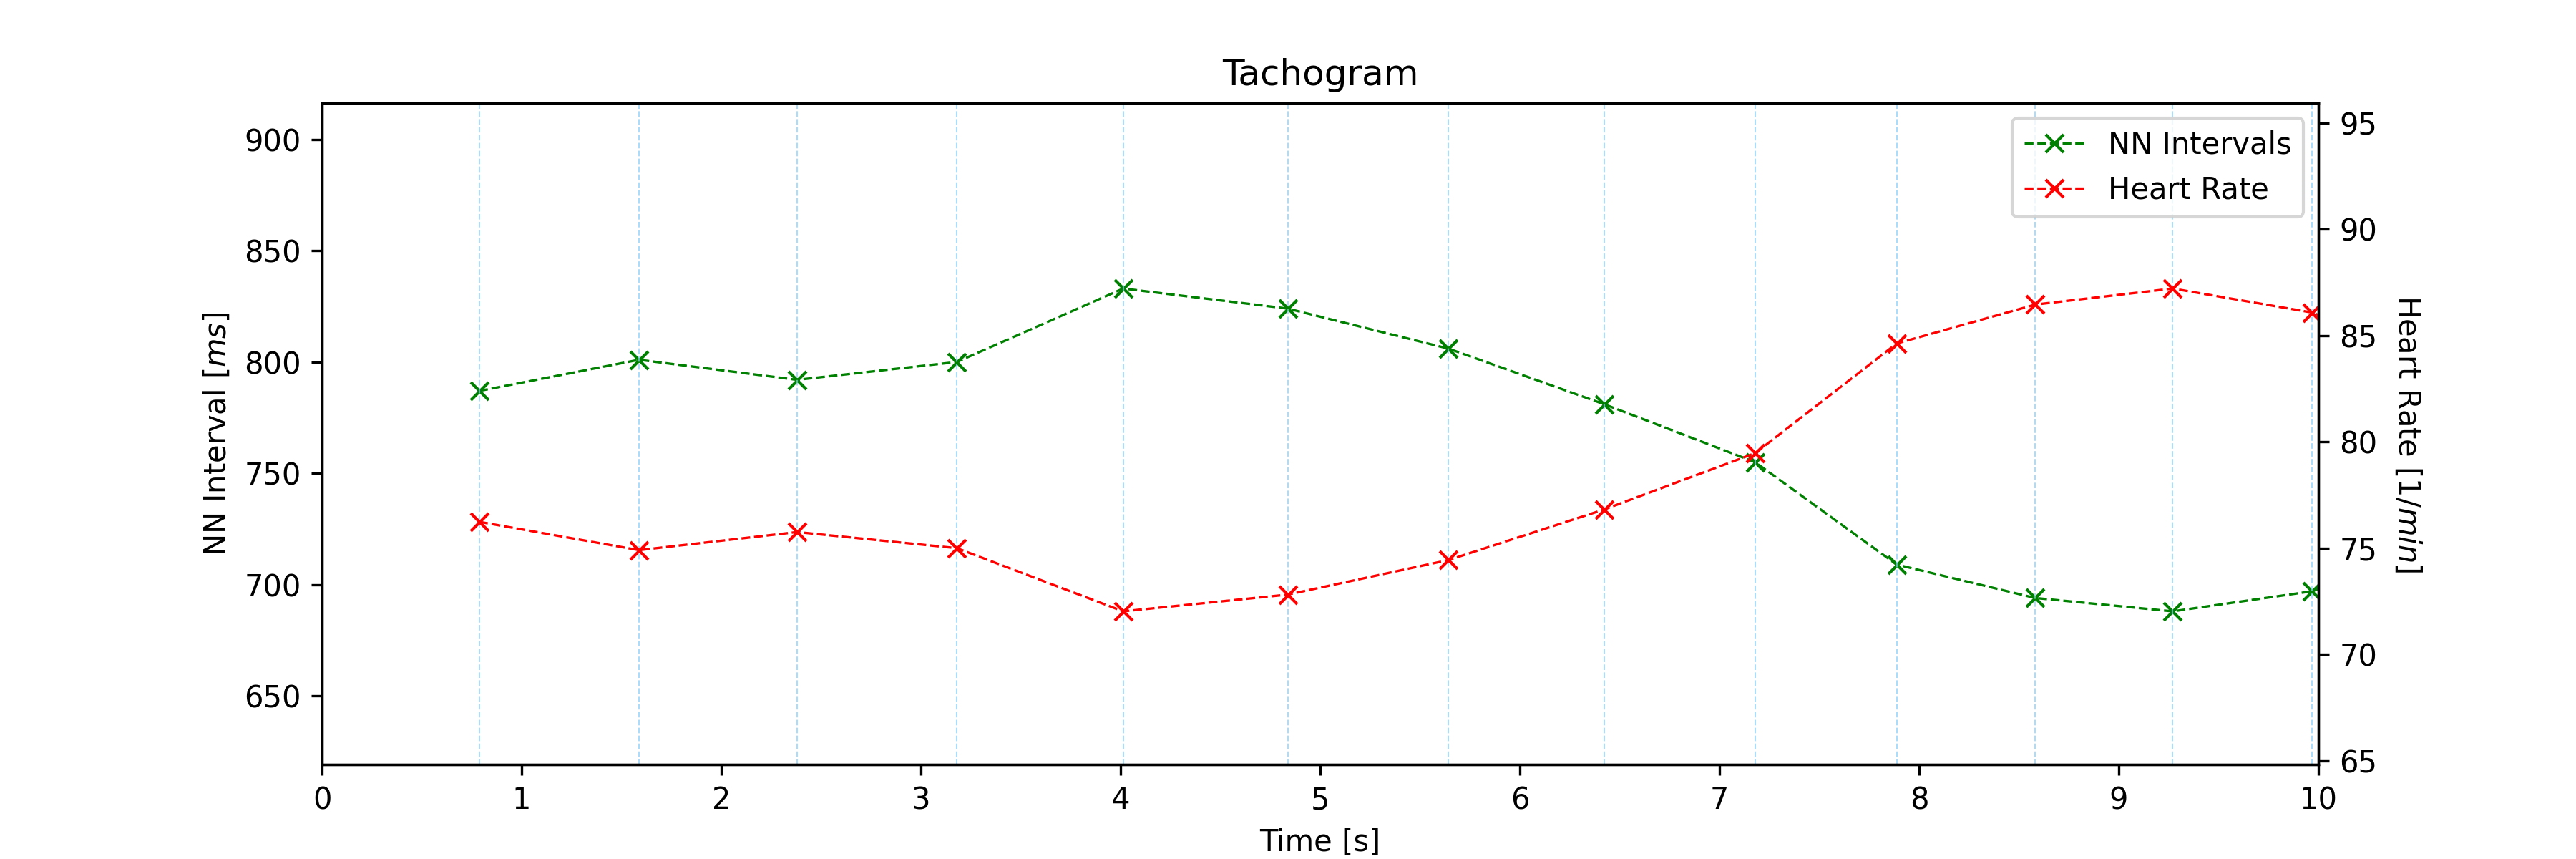 Tachogram
900
850
800
750
700
650
NN Interval [ms]
95
90
85
80
75
70
65
Heart Rate [1/min]
NN Intervals
Heart Rate
0 1 2 3 4 5 6 7 8 9 10
Time [s]